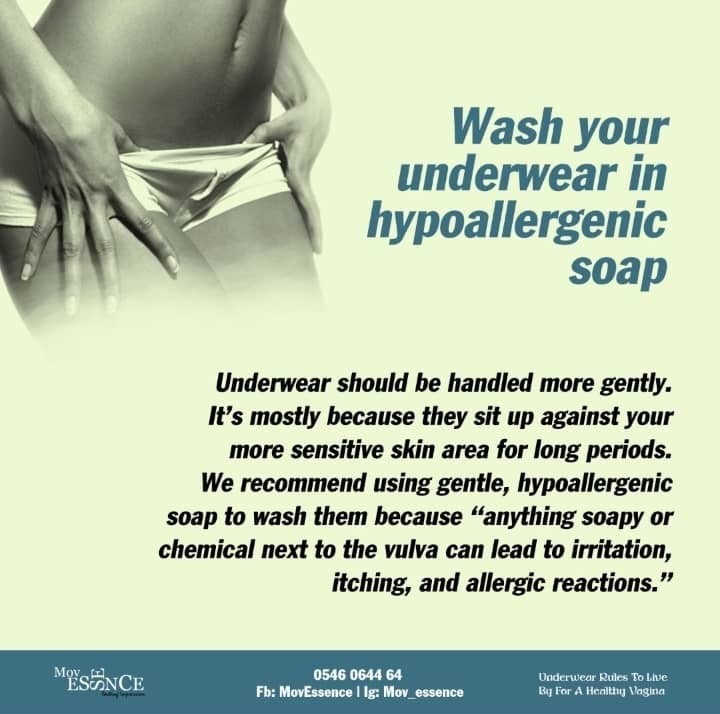 Wash your
underwear in
hypoallergenic
soap
Underwear should be handled more gently.
It's mostly because they sit up against your
more sensitive skin area for long periods.
We recommend using gentle, hypoallergenic
soap to wash them because “anything soapy or
chemical next to the vulva can lead to irritation,
itching, and allergic reactions.”
Mov
ESSENCE
0546 0644 64
Fb: MovEssence | Ig: Mov_essence
Underwear Rules To Live
By For A Healthy Vagina